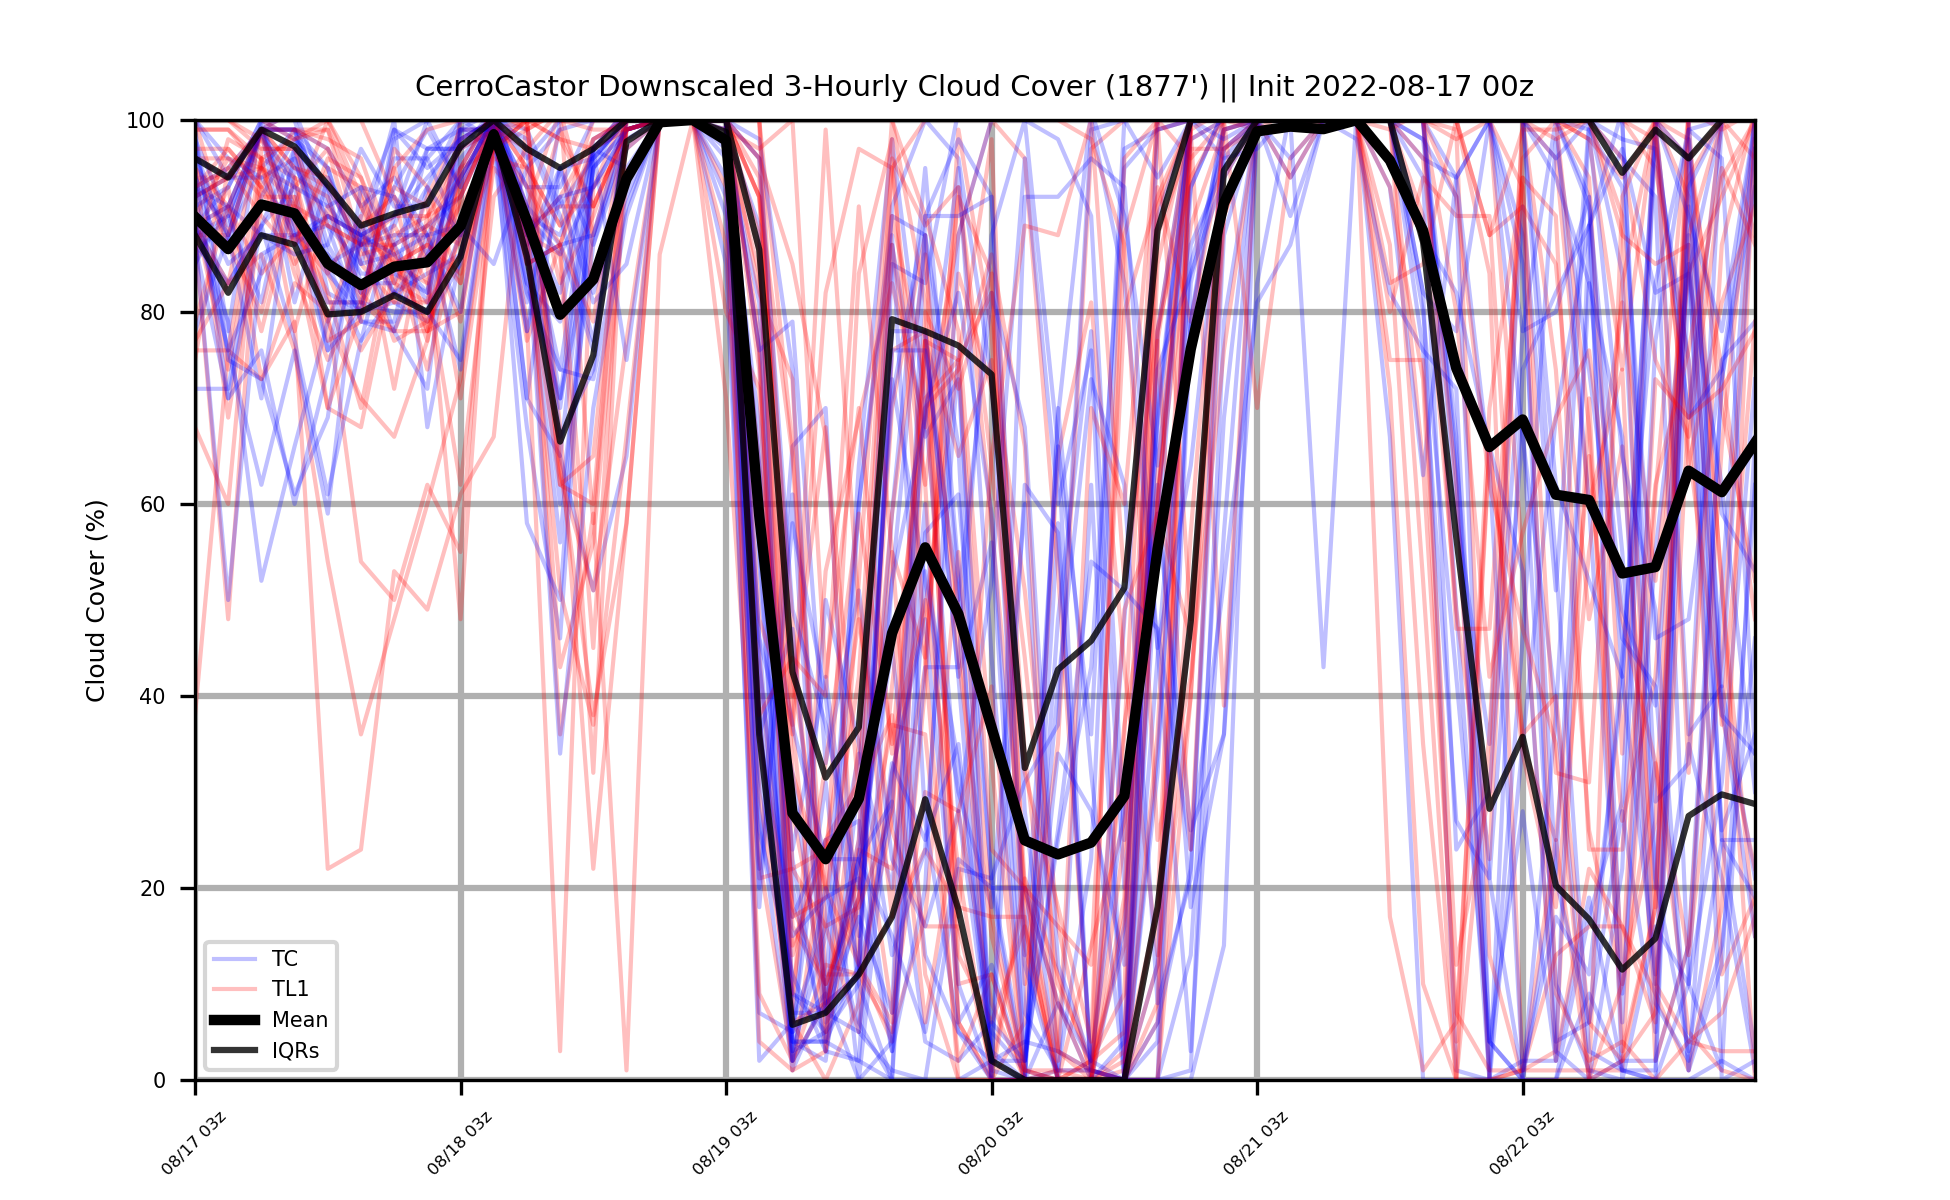 CerroCastor Downscaled 3-Hourly Cloud Cover (1877') || Init 2022-08-17 00z
Cloud Cover (%)
100
80
60
40
20
0
TC
TL1
Mean
IQRs
08/17 03z
08/18 03z
08/19 03z
08/20 03z
08/21 03z
08/22 03z